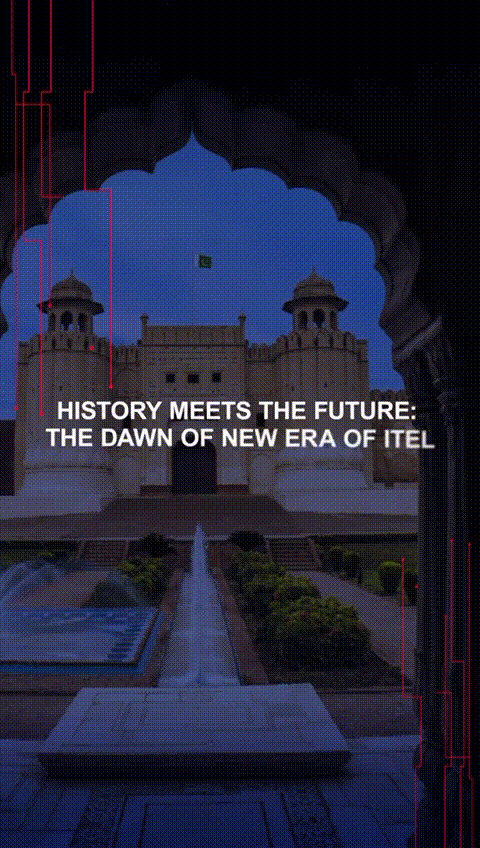 HISTORY MEETS THE FUTURE:
THE DAWN OF NEW ERA OF ITEL